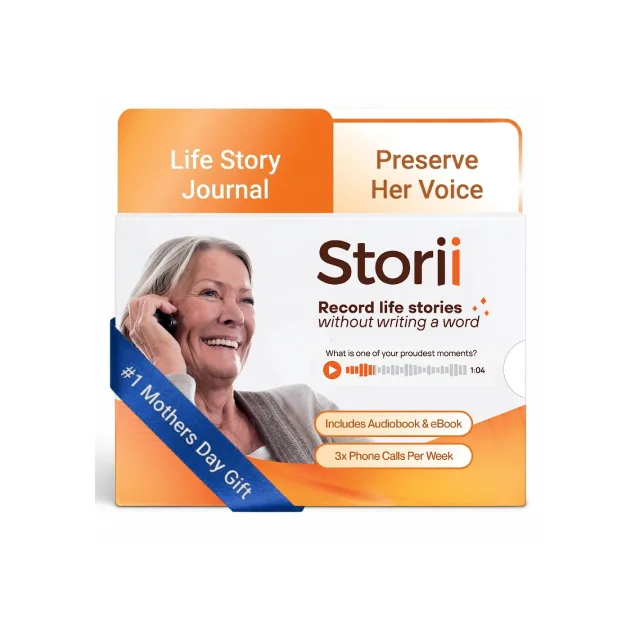 Life Story
Journal
Preserve
Her Voice
Storii
Record life stories
without writing a word
What is one of your proudest moments?
1:04
Includes Audiobook & eBook
3x Phone Calls Per Week
#1 Mothers Day Gift